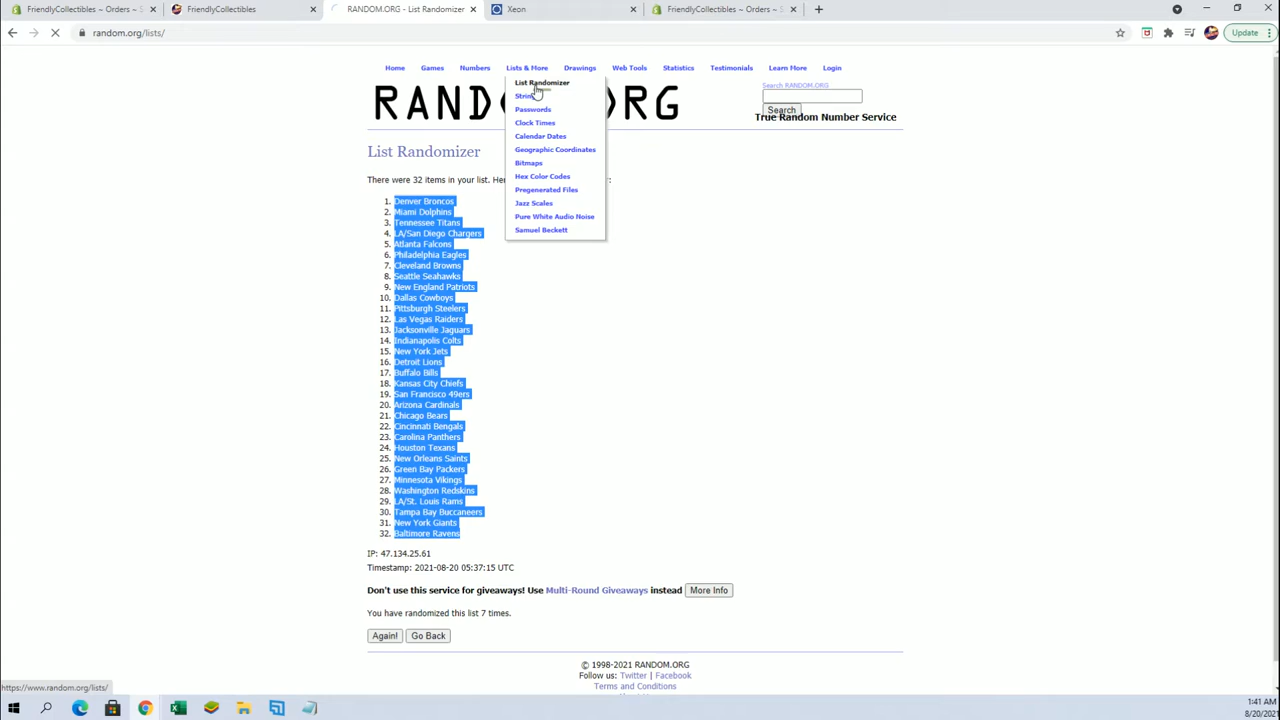 FriendlyCollectibles ~ Orders ~ S
FriendlyCollectibles
RANDOM.ORG - List Randomizer
Xeon
FriendlyCollectibles ~ Orders ~ S
random.org/lists/
Update
Home Games Numbers Lists & More Drawings Web Tools Statistics Testimonials Learn More Login
List Randomizer
Strings
Passwords
Clock Times
Calendar Dates
Geographic Coordinates
Bitmaps
Hex Color Codes
Pregenerated Files
Jazz Scales
Pure White Audio Noise
Samuel Beckett
Search RANDOM.ORG
Search
True Random Number Service
List Randomizer
There were 32 items in your list. Her
1. Denver Broncos
2. Miami Dolphins
3. Tennessee Titans
4. LA/San Diego Chargers
5. Atlanta Falcons
6. Philadelphia Eagles
7. Cleveland Browns
8. Seattle Seahawks
9. New England Patriots
10. Dallas Cowboys
11. Pittsburgh Steelers
12. Las Vegas Raiders
13. Jacksonville Jaguars
14. Indianapolis Colts
15. New York Jets
16. Detroit Lions
17. Buffalo Bills
18. Kansas City Chiefs
19. San Francisco 49ers
20. Arizona Cardinals
21. Chicago Bears
22. Cincinnati Bengals
23. Carolina Panthers
24. Houston Texans
25. New Orleans Saints
26. Green Bay Packers
27. Minnesota Vikings
28. Washington Redskins
29. LA/St. Louis Rams
30. Tampa Bay Buccaneers
31. New York Giants
32. Baltimore Ravens
IP: 47.134.25.61
Timestamp: 2021-08-20 05:37:15 UTC
Don't use this service for giveaways! Use Multi-Round Giveaways instead More Info
You have randomized this list 7 times.
Again! Go Back
© 1998-2021 RANDOM.ORG
Follow us: Twitter | Facebook
Terms and Conditions
https://www.random.org/lists/
1:41 AM
8/20/2021